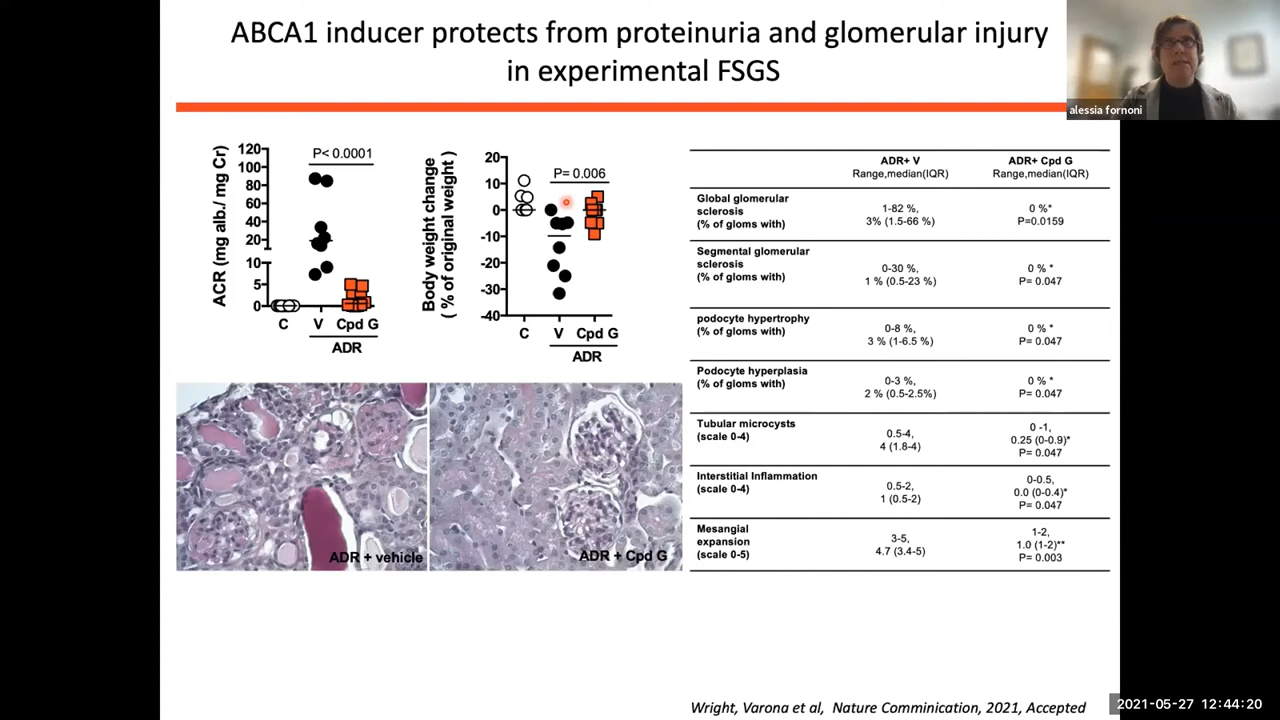 ABCA1 inducer protects from proteinuria and glomerular injury
in experimental FSGS
alessia fornoni
ACR (mg alb./ mg Cr)
120
100
80
60
40
20
10
5
0
P< 0.0001
C
V
Cpd G
ADR
Body weight change
( % of original weight )
20
10
0
-10
-20
-30
-40
P= 0.006
C
V
Cpd G
ADR
ADR + vehicle
ADR + Cpd G
ADR+ V
Range,median(IQR)
ADR+ Cpd G
Range,median(IQR)
Global glomerular
sclerosis
(% of gloms with)
1-82 %,
3% (1.5-66 %)
0 %*
P=0.0159
Segmental glomerular
sclerosis
(% of gloms with)
0-30 %,
1 % (0.5-23 %)
0 % *
P= 0.047
podocyte hypertrophy
(% of gloms with)
0-8 %,
3 % (1-6.5 %)
0 % *
P= 0.047
Podocyte hyperplasia
(% of gloms with)
0-3 %,
2 % (0.5-2.5%)
0 % *
P= 0.047
Tubular microcysts
(scale 0-4)
0.5-4,
4 (1.8-4)
0 -1,
0.25 (0-0.9)*
P= 0.047
Interstitial Inflammation
(scale 0-4)
0.5-2,
1 (0.5-2)
0-0.5,
0.0 (0-0.4)*
P= 0.047
Mesangial
expansion
(scale 0-5)
3-5,
4.7 (3.4-5)
1-2,
1.0 (1-2)**
P= 0.003
Wright, Varona et al, Nature Comminication, 2021, Accepted
2021-05-27 12:44:20